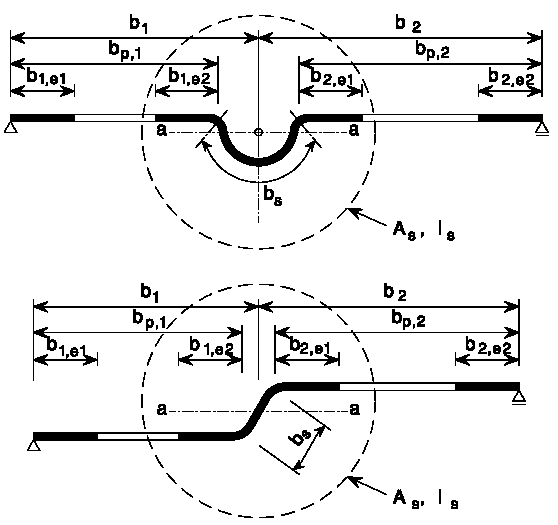 b1 b2
bp,1 bp,2
b1,e1 b1,e2 b2,e1 b2,e2
a a
bs
As, Is
b1 b2
bp,1 bp,2
b1,e1 b1,e2 b2,e1 b2,e2
a a
bs
As, Is